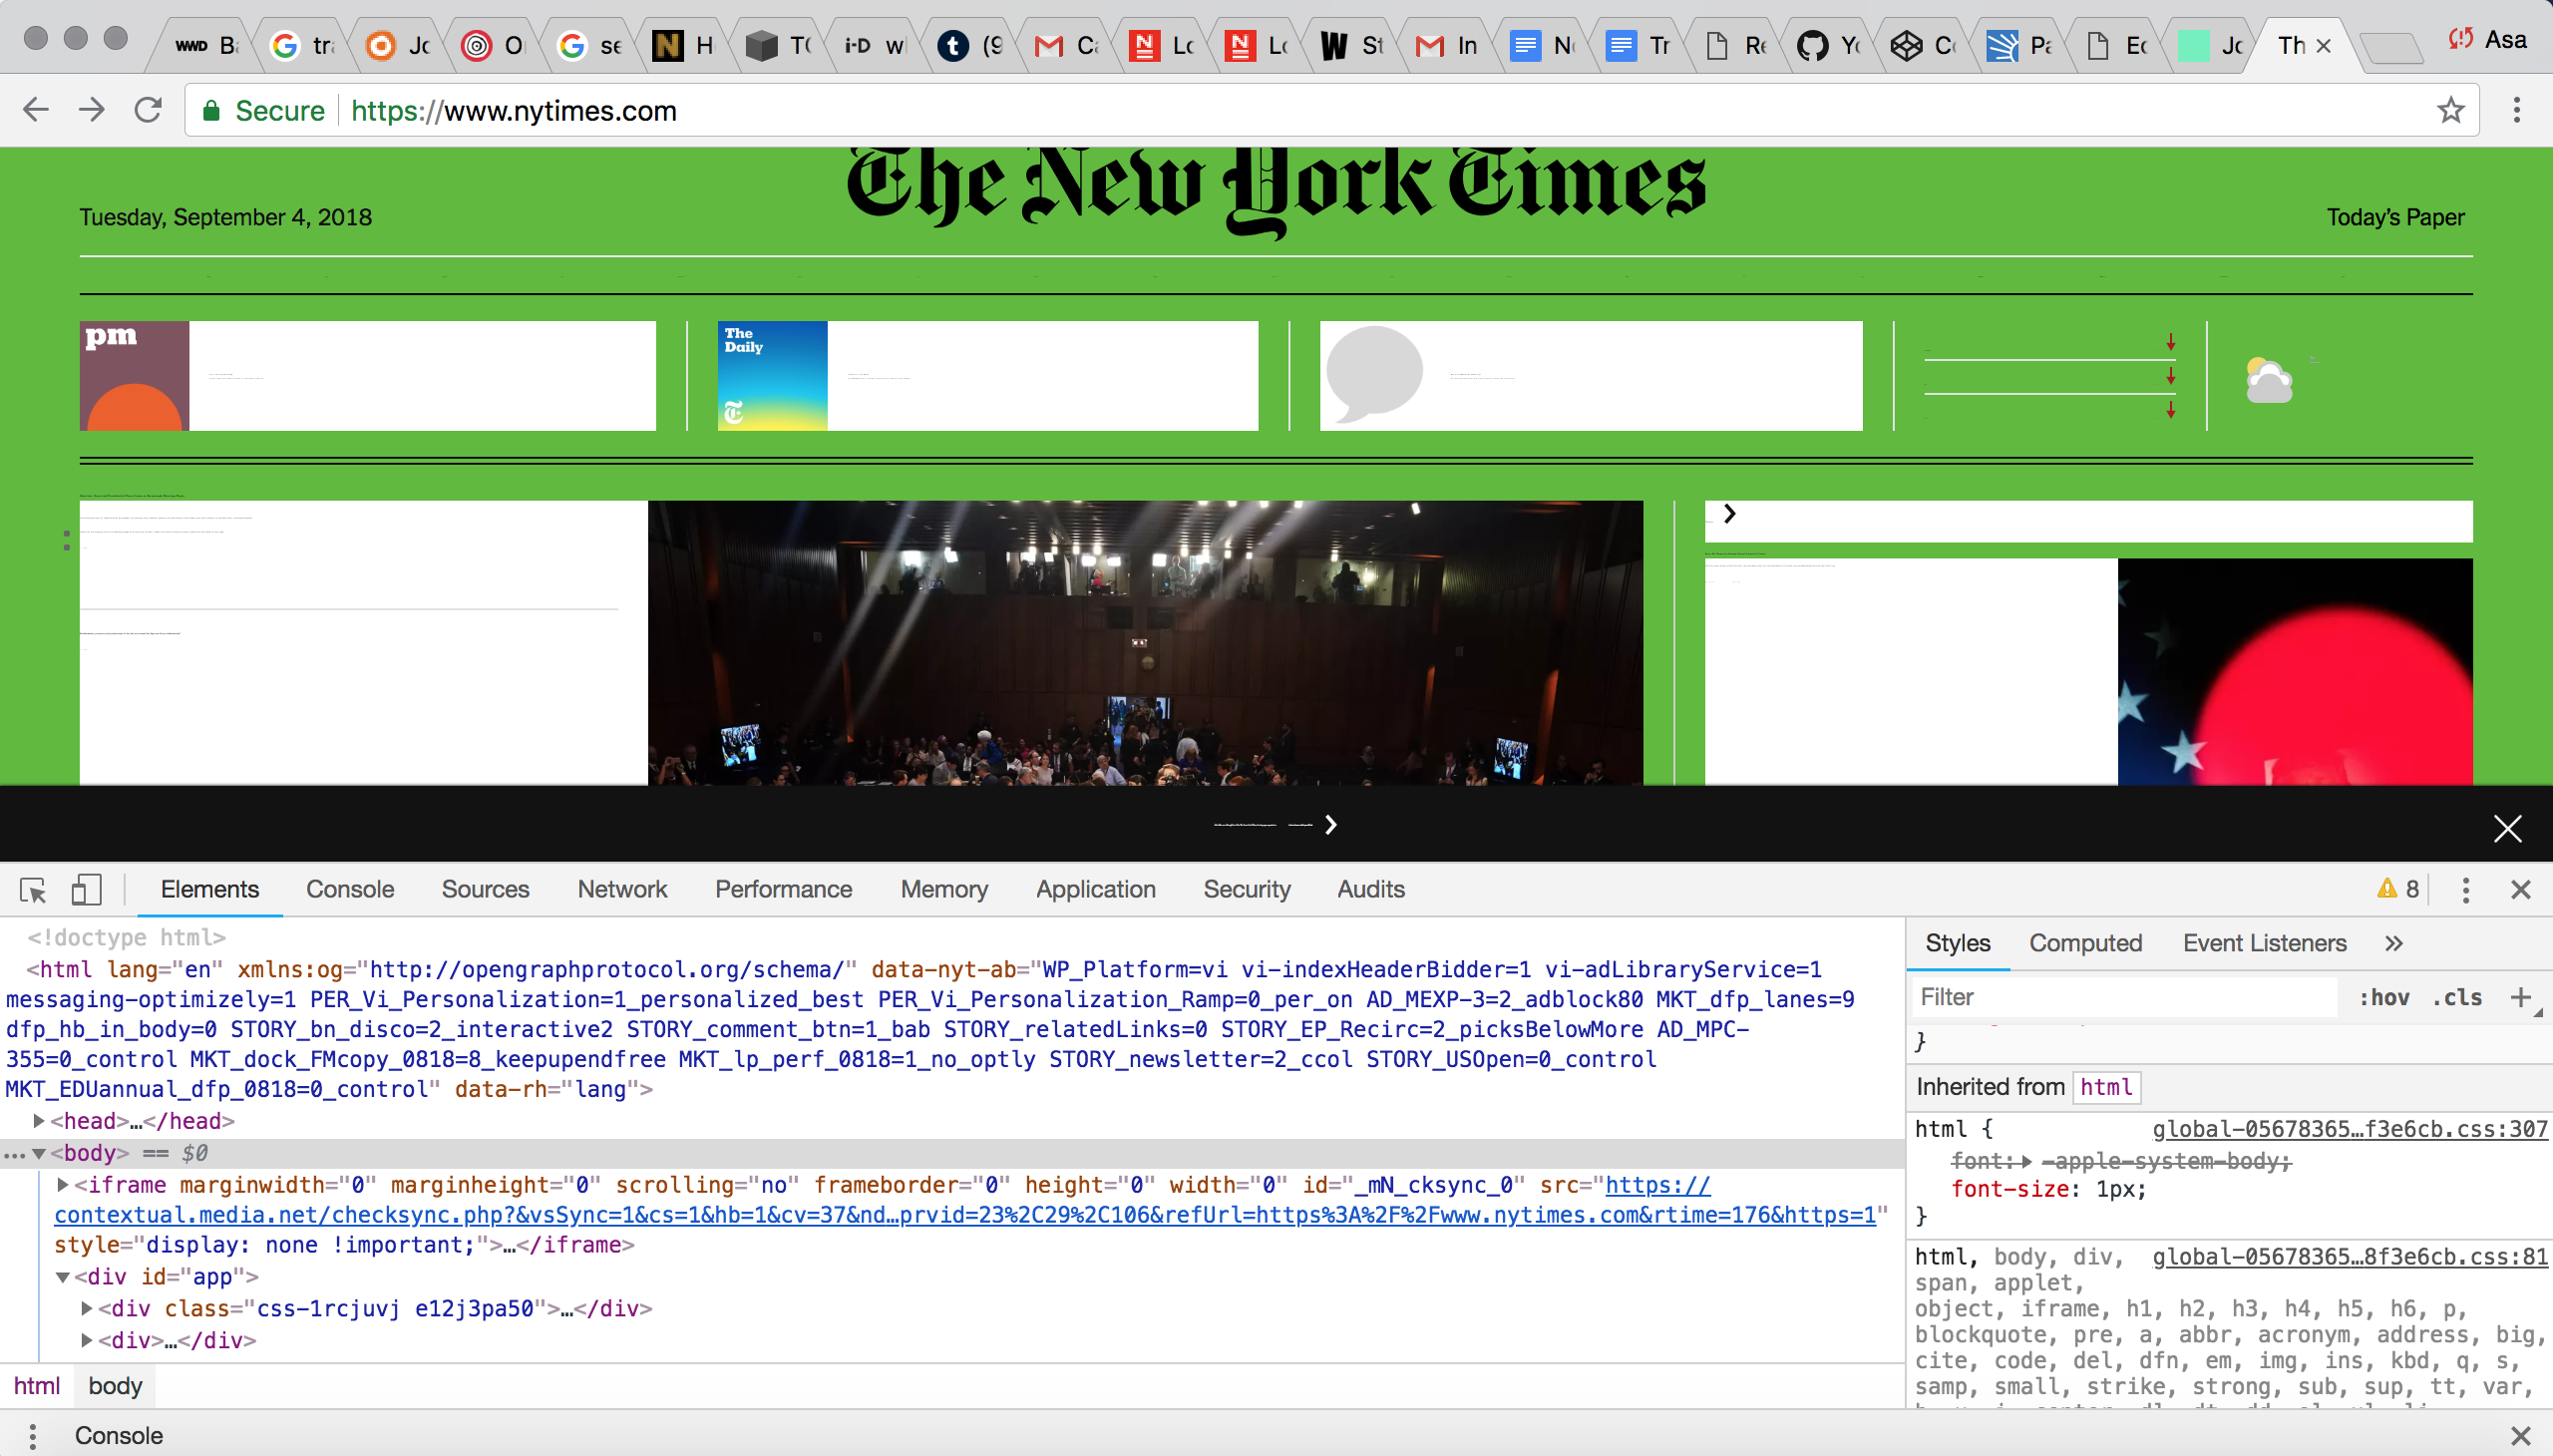 WWD Ba
G tra
Jo
O
G se
N H
TO
i-D wh
t (9
Ca
N Lo
N Lo
W St
In
No
Tr
Re
Yo
Co
Pa
Ec
Jo
Th
Asa
Secure https://www.nytimes.com
The New York Times
Tuesday, September 4, 2018
Today's Paper
pm
The
Daily
T
Elements Console Sources Network Performance Memory Application Security Audits 8
<!doctype html>
<html lang="en" xmlns:og="http://opengraphprotocol.org/schema/" data-nyt-ab="WP_Platform=vi vi-indexHeaderBidder=1 vi-adLibraryService=1
messaging-optimizely=1 PER_Vi_Personalization=1_personalized_best PER_Vi_Personalization_Ramp=0_per_on AD_MEXP-3=2_adblock80 MKT_dfp_lanes=9
dfp_hb_in_body=0 STORY_bn_disco=2_interactive2 STORY_comment_btn=1_bab STORY_relatedLinks=0 STORY_EP_Recirc=2_picksBelowMore AD_MPC-
355=0_control MKT_dock_FMcopy_0818=8_keepupendfree MKT_lp_perf_0818=1_no_optly STORY_newsletter=2_ccol STORY_USOpen=0_control
MKT_EDUannual_dfp_0818=0_control" data-rh="lang">
<head>…</head>
… <body> == $0
<iframe marginwidth="0" marginheight="0" scrolling="no" frameborder="0" height="0" width="0" id="_mN_cksync_0" src="https://
contextual.media.net/checksync.php?&vsSync=1&cs=1&hb=1&cv=37&nd…prvid=23%2C29%2C106&refUrl=https%3A%2F%2Fwww.nytimes.com&rtime=176&https=1"
style="display: none !important;">…</iframe>
<div id="app">
<div class="css-1rcjuvj e12j3pa50">…</div>
<div>…</div>
html body
Console
Styles Computed Event Listeners »
Filter :hov .cls +
}
Inherited from html
html { global-05678365…f3e6cb.css:307
font: -apple-system-body;
font-size: 1px;
}
html, body, div, global-05678365…8f3e6cb.css:81
span, applet,
object, iframe, h1, h2, h3, h4, h5, h6, p,
blockquote, pre, a, abbr, acronym, address, big,
cite, code, del, dfn, em, img, ins, kbd, q, s,
samp, small, strike, strong, sub, sup, tt, var,